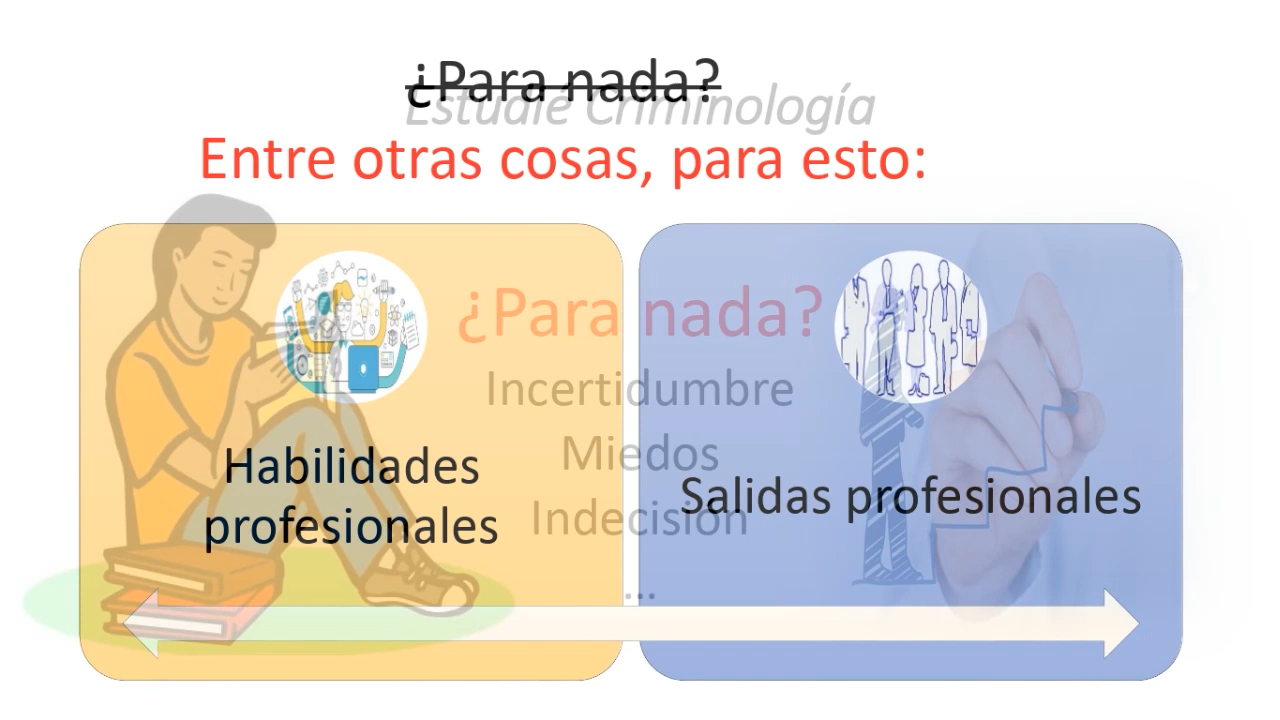 ¿Para nada?
Estudié Criminología
Entre otras cosas, para esto:
¿Para nada?
Incertidumbre
Miedos
Indecisión
...
Habilidades
profesionales
Salidas profesionales